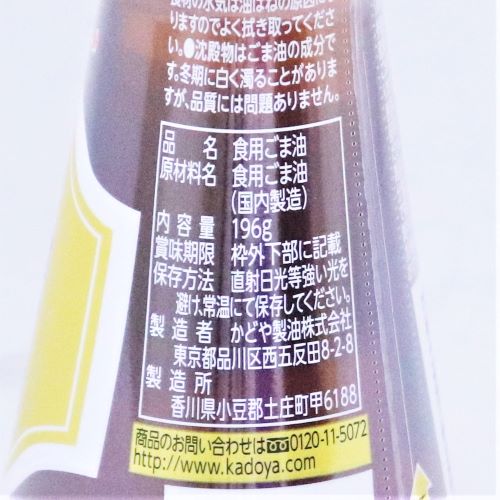 食材の水気は油はねの原因にな
りますのでよく拭き取ってくださ
い。●沈殿物はごま油の成分で
す。冬期に白く濁ることがありま
すが、品質には問題ありません。
品名 食用ごま油
原材料名 食用ごま油
(国内製造)
内容量 196g
賞味期限 枠外下部に記載
保存方法 直射日光等強い光を
避け、常温にて保存してください。
製造者 かどや製油株式会社
東京都品川区西五反田8-2-8
製造所
香川県小豆郡土庄町甲6188
商品のお問い合わせは 0120-11-5072
http://www.kadoya.com/